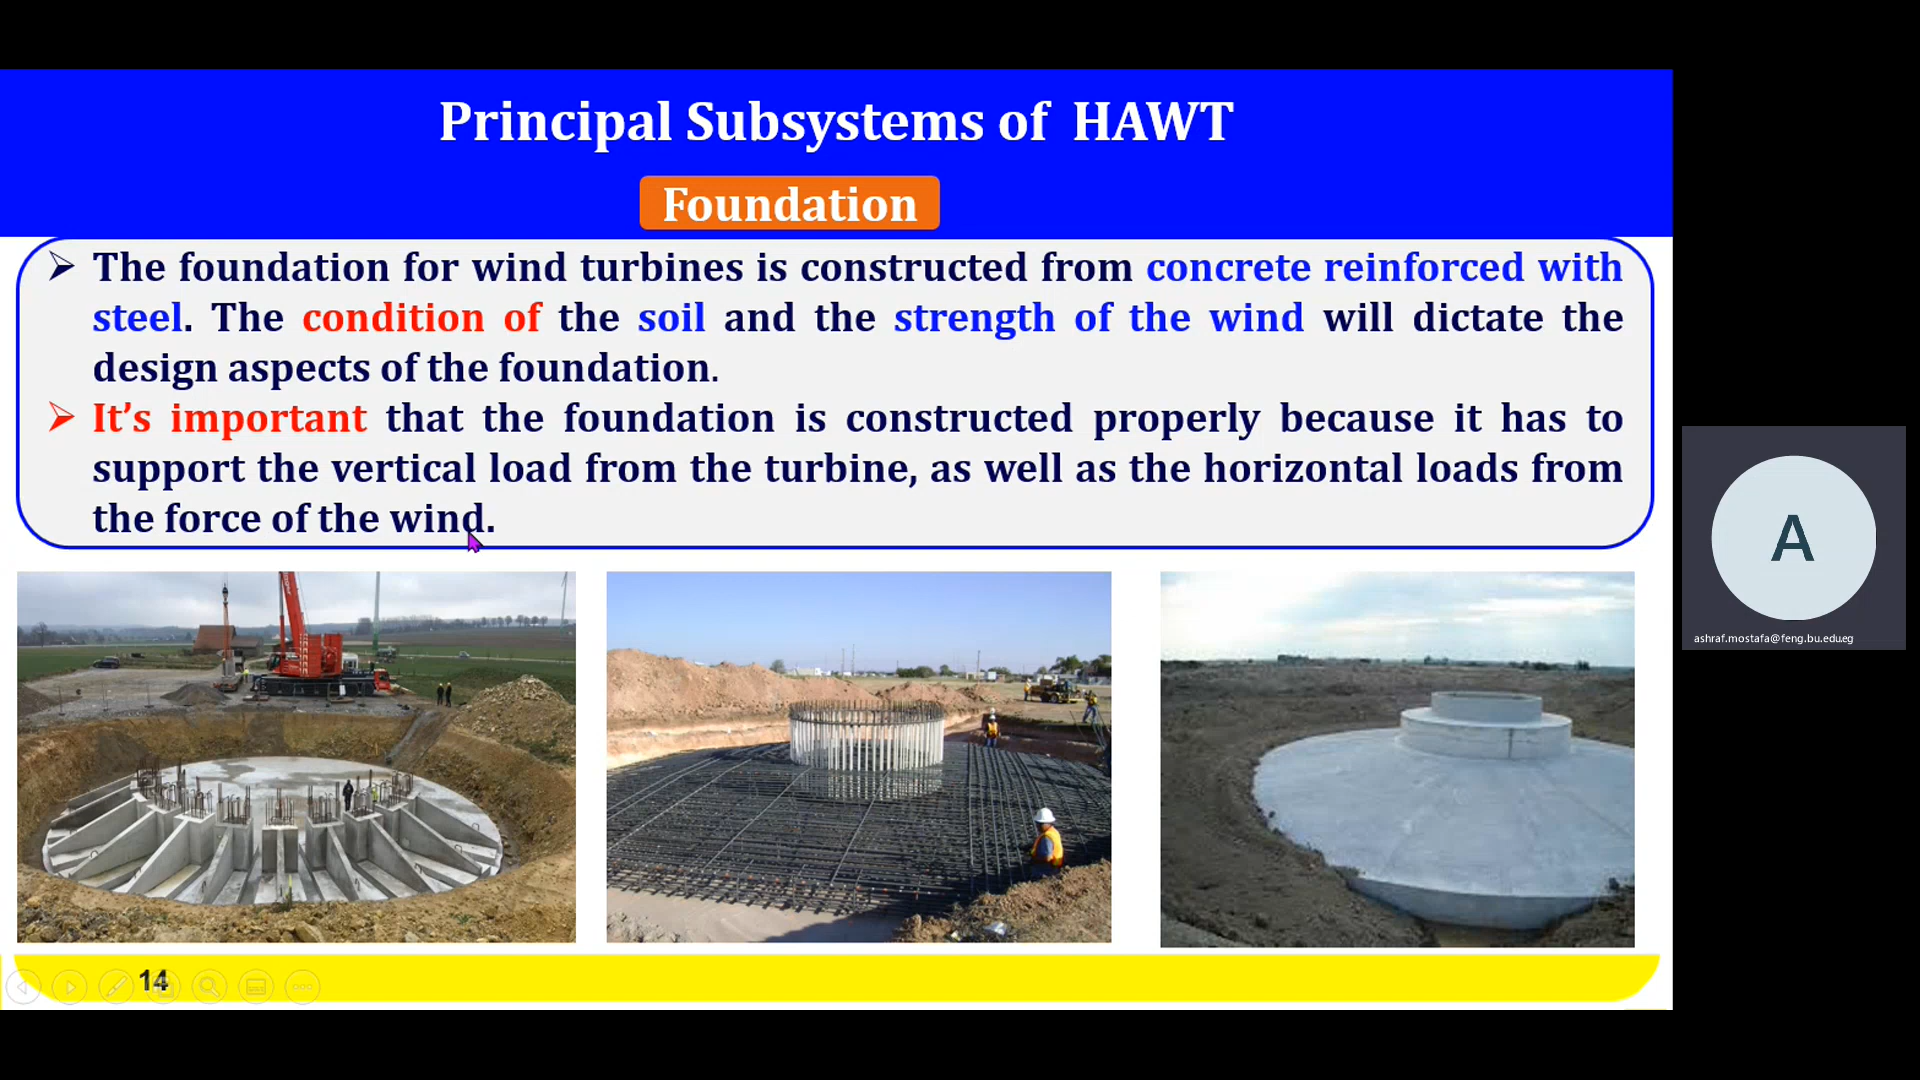 Principal Subsystems of HAWT
Foundation
➢ The foundation for wind turbines is constructed from concrete reinforced with
steel. The condition of the soil and the strength of the wind will dictate the
design aspects of the foundation.
➢ It’s important that the foundation is constructed properly because it has to
support the vertical load from the turbine, as well as the horizontal loads from
the force of the wind.
A
ashraf.mostafa@feng.bu.edu.eg
14